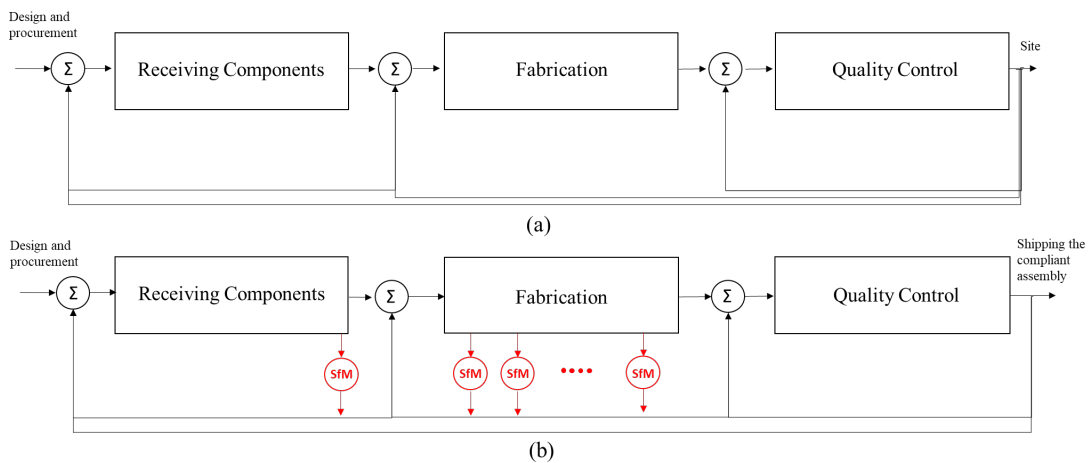 Design and
procurement
Σ
Receiving Components
Σ
Fabrication
Σ
Quality Control
Site
(a)
Design and
procurement
Σ
Receiving Components
Σ
Fabrication
Σ
Quality Control
Shipping the
compliant
assembly
SfM
SfM
SfM
SfM
(b)